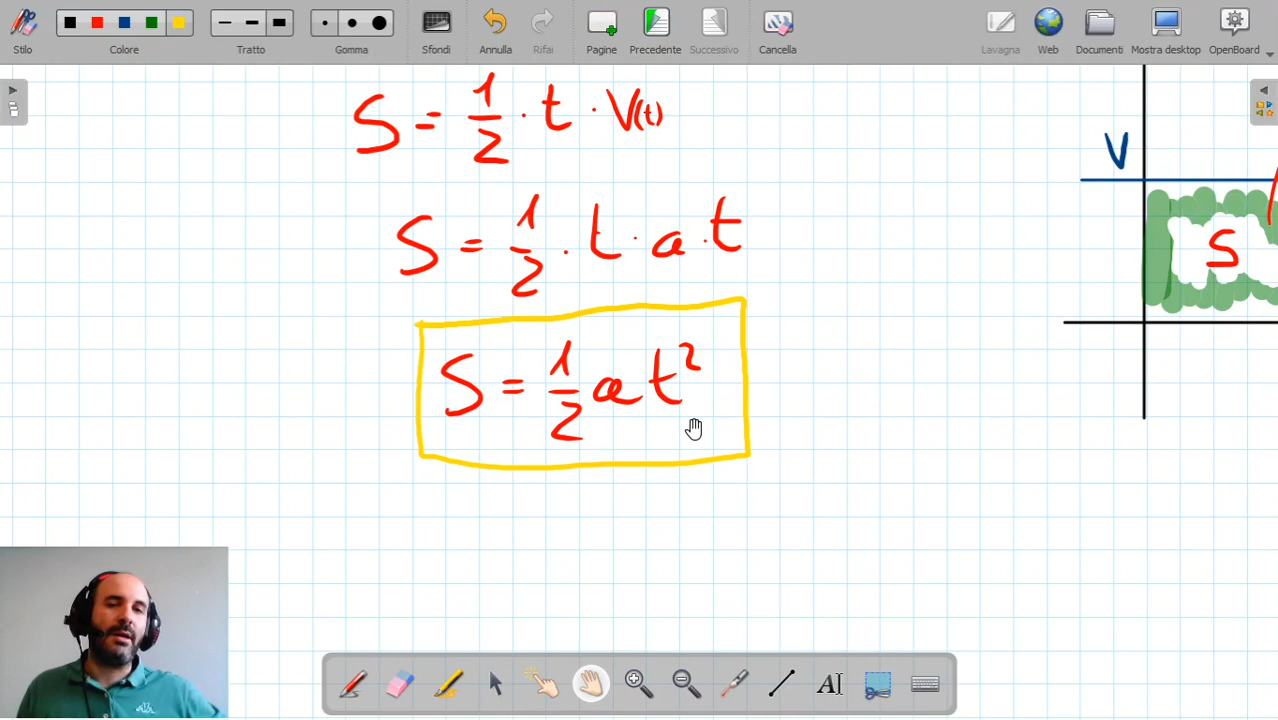 Stilo Colore Tratto Gomma Sfondi Annulla Rifai Pagine Precedente Successivo Cancella Lavagna Web Documenti Mostra desktop OpenBoard
S = 1/2 · t · V(t)
S = 1/2 · t · a · t
S = 1/2 a t²
V
S
AI